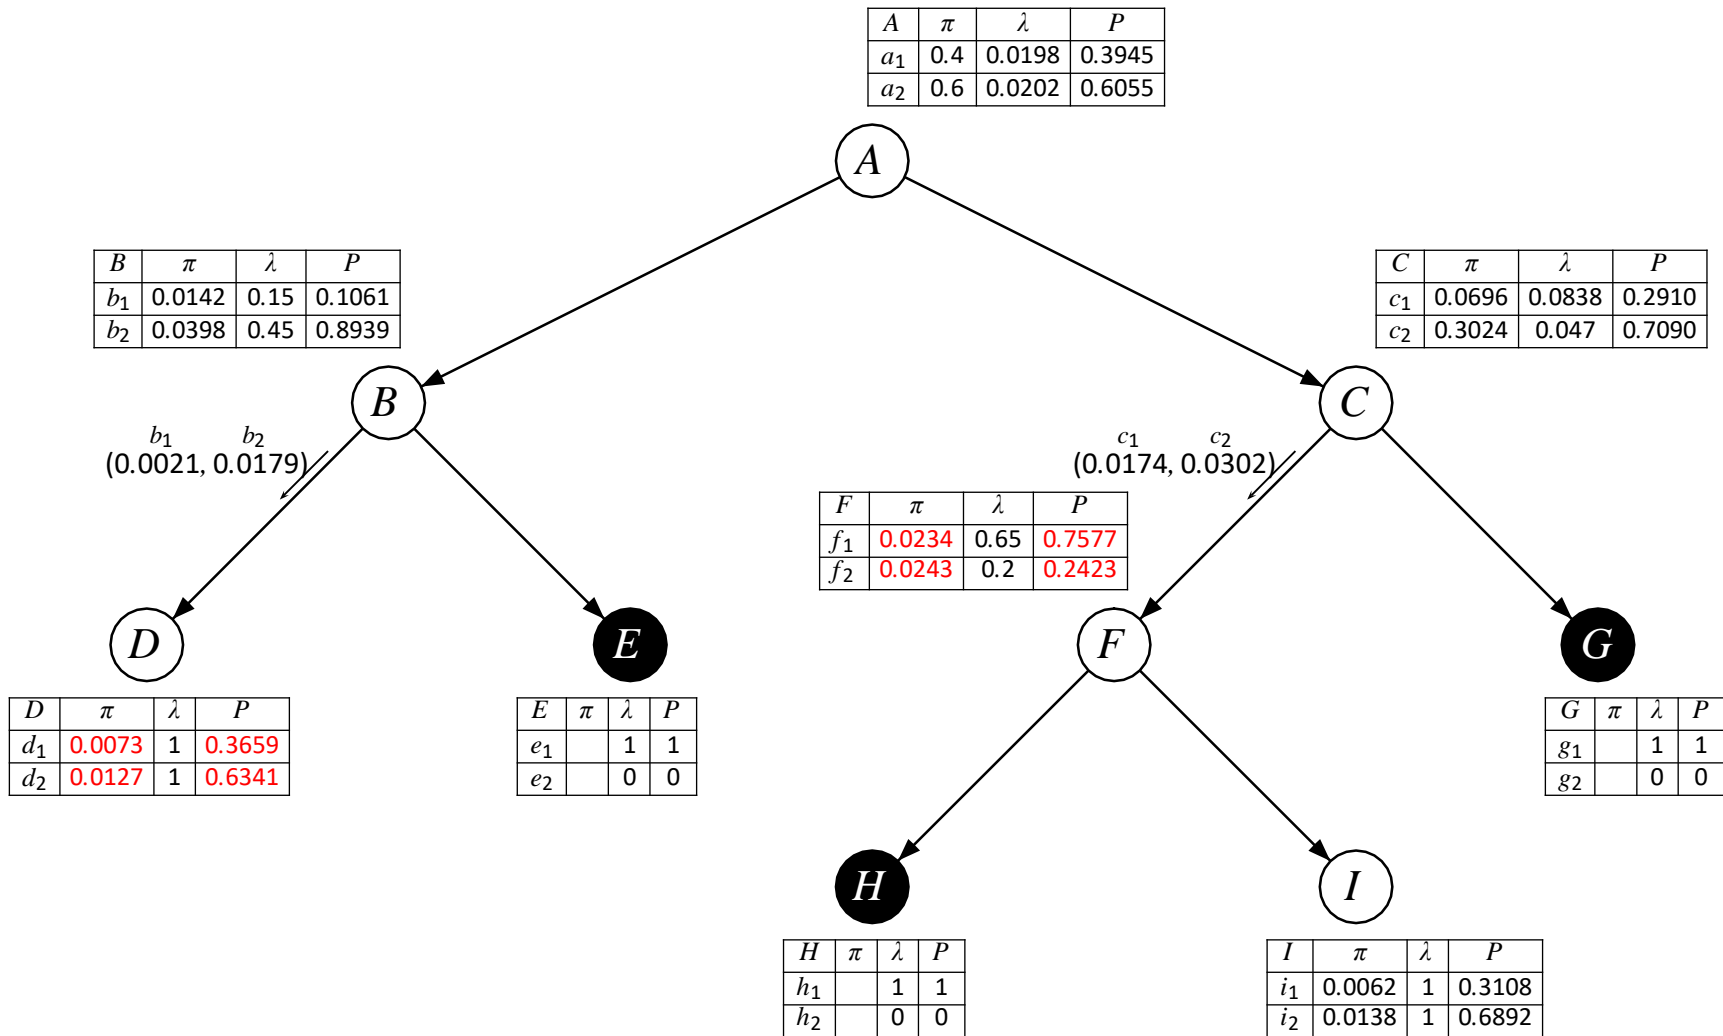 A π λ P
a1 0.4 0.0198 0.3945
a2 0.6 0.0202 0.6055
A
B π λ P
b1 0.0142 0.15 0.1061
b2 0.0398 0.45 0.8939
C π λ P
c1 0.0696 0.0838 0.2910
c2 0.3024 0.047 0.7090
B
C
b1 b2
(0.0021, 0.0179)
c1 c2
(0.0174, 0.0302)
F π λ P
f1 0.0234 0.65 0.7577
f2 0.0243 0.2 0.2423
D
E
F
G
D π λ P
d1 0.0073 1 0.3659
d2 0.0127 1 0.6341
E π λ P
e1 1 1
e2 0 0
G π λ P
g1 1 1
g2 0 0
H
I
H π λ P
h1 1 1
h2 0 0
I π λ P
i1 0.0062 1 0.3108
i2 0.0138 1 0.6892